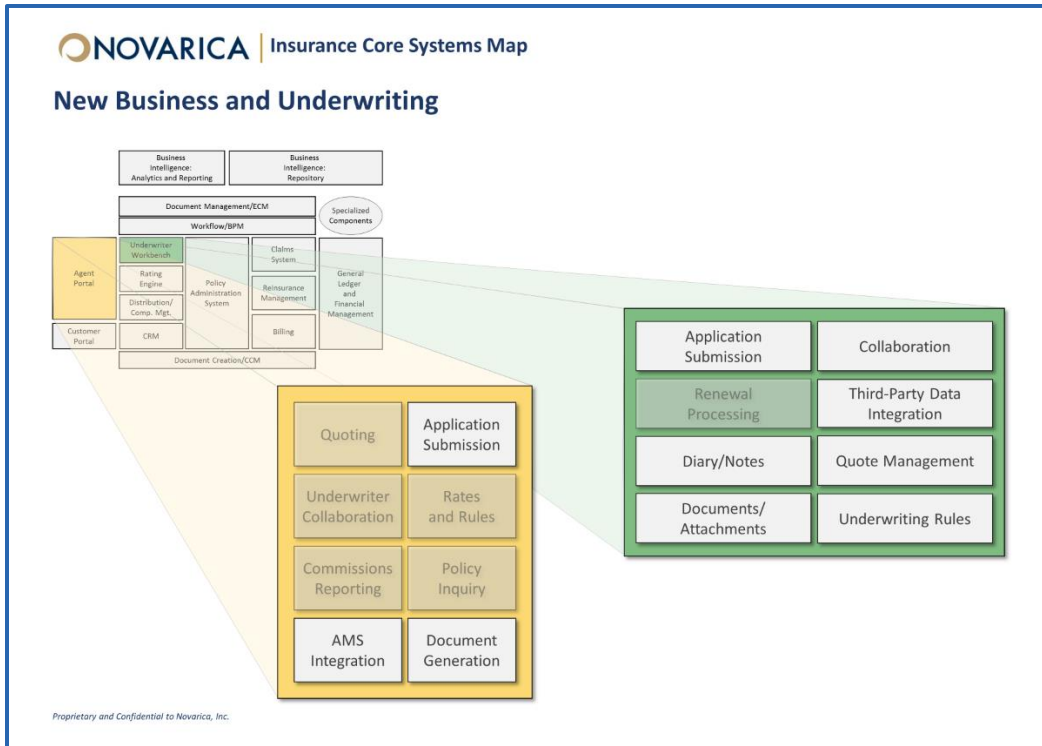 NOVARICA
Insurance Core Systems Map
New Business and Underwriting
Business
Intelligence:
Analytics and Reporting
Business
Intelligence:
Repository
Document Management/ECM
Workflow/BPM
Specialized
Components
Agent
Portal
Customer
Portal
Underwriter
Workbench
Rating
Engine
Distribution/
Comp. Mgt.
CRM
Policy
Administration
System
Claims
System
Reinsurance
Management
Billing
General
Ledger
and
Financial
Management
Document Creation/CCM
Quoting
Application
Submission
Underwriter
Collaboration
Rates
and Rules
Commissions
Reporting
Policy
Inquiry
AMS
Integration
Document
Generation
Application
Submission
Collaboration
Renewal
Processing
Third-Party Data
Integration
Diary/Notes
Quote Management
Documents/
Attachments
Underwriting Rules
Proprietary and Confidential to Novarica, Inc.